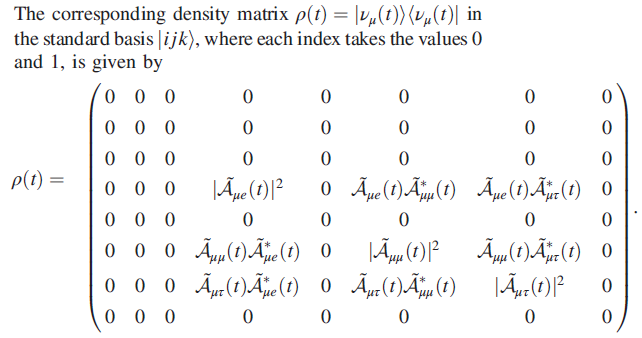 The corresponding density matrix ρ(t) = |ν_μ(t)⟩⟨ν_μ(t)| in
the standard basis |ijk⟩, where each index takes the values 0
and 1, is given by
0 0 0 0 0 0 0 0
0 0 0 0 0 0 0 0
0 0 0 0 0 0 0 0
ρ(t) = 0 0 0 |Ã_μe(t)|² 0 Ã_μe(t)Ã*_μμ(t) Ã_μe(t)Ã*_μτ(t) 0
0 0 0 0 0 0 0 0 .
0 0 0 Ã_μμ(t)Ã*_μe(t) 0 |Ã_μμ(t)|² Ã_μμ(t)Ã*_μτ(t) 0
0 0 0 Ã_μτ(t)Ã*_μe(t) 0 Ã_μτ(t)Ã*_μμ(t) |Ã_μτ(t)|² 0
0 0 0 0 0 0 0 0